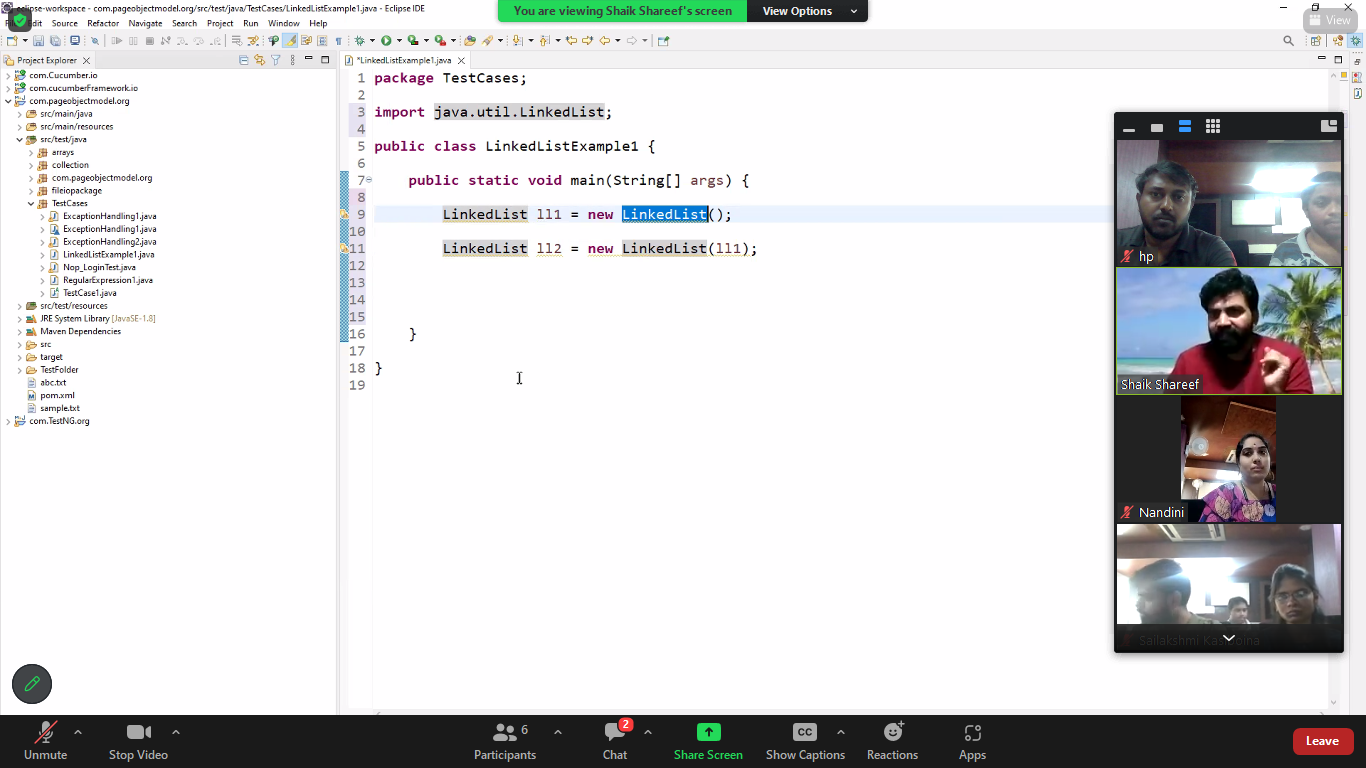 eclipse-workspace - com.pageobjectmodel.org/src/test/java/TestCases/LinkedListExample1.java - Eclipse IDE
You are viewing Shaik Shareef's screen
View Options
View
Edit Source Refactor Navigate Search Project Run Window Help
Project Explorer
*LinkedListExample1.java
com.Cucumber.io
com.cucumberFramework.io
com.pageobjectmodel.org
src/main/java
src/main/resources
src/test/java
arrays
collection
com.pageobjectmodel.org
fileiopackage
TestCases
ExceptionHandling1.java
ExceptionHandling1.java
ExceptionHandling2.java
LinkedListExample1.java
Nop_LoginTest.java
RegularExpression1.java
TestCase1.java
src/test/resources
JRE System Library [JavaSE-1.8]
Maven Dependencies
src
target
TestFolder
abc.txt
pom.xml
sample.txt
com.TestNG.org
1 package TestCases;
2
3 import java.util.LinkedList;
4
5 public class LinkedListExample1 {
6
7 public static void main(String[] args) {
8
9 LinkedList ll1 = new LinkedList();
10
11 LinkedList ll2 = new LinkedList(ll1);
12
13
14
15
16 }
17
18 }
19
hp
Shaik Shareef
Nandini
Unmute
Stop Video
Participants
6
Chat
2
Share Screen
CC
Show Captions
Reactions
Apps
Leave